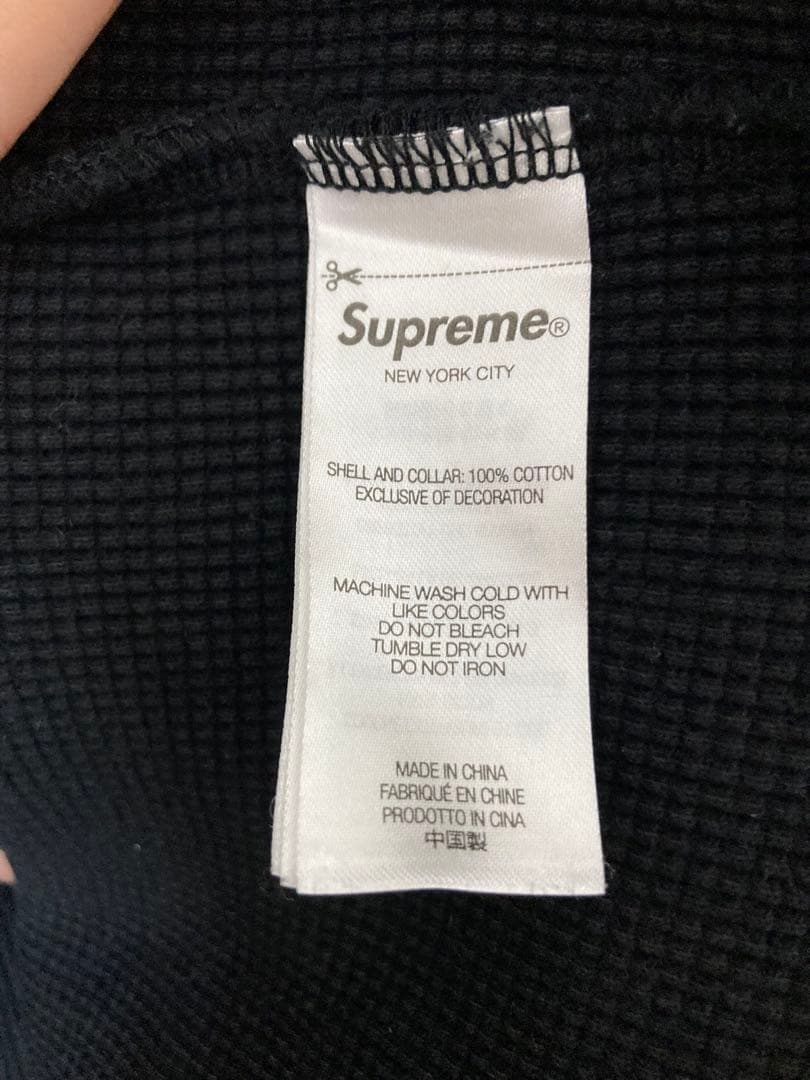 Supreme®
NEW YORK CITY
SHELL AND COLLAR: 100% COTTON
EXCLUSIVE OF DECORATION
MACHINE WASH COLD WITH
LIKE COLORS
DO NOT BLEACH
TUMBLE DRY LOW
DO NOT IRON
MADE IN CHINA
FABRIQUÉ EN CHINE
PRODOTTO IN CINA
中国製